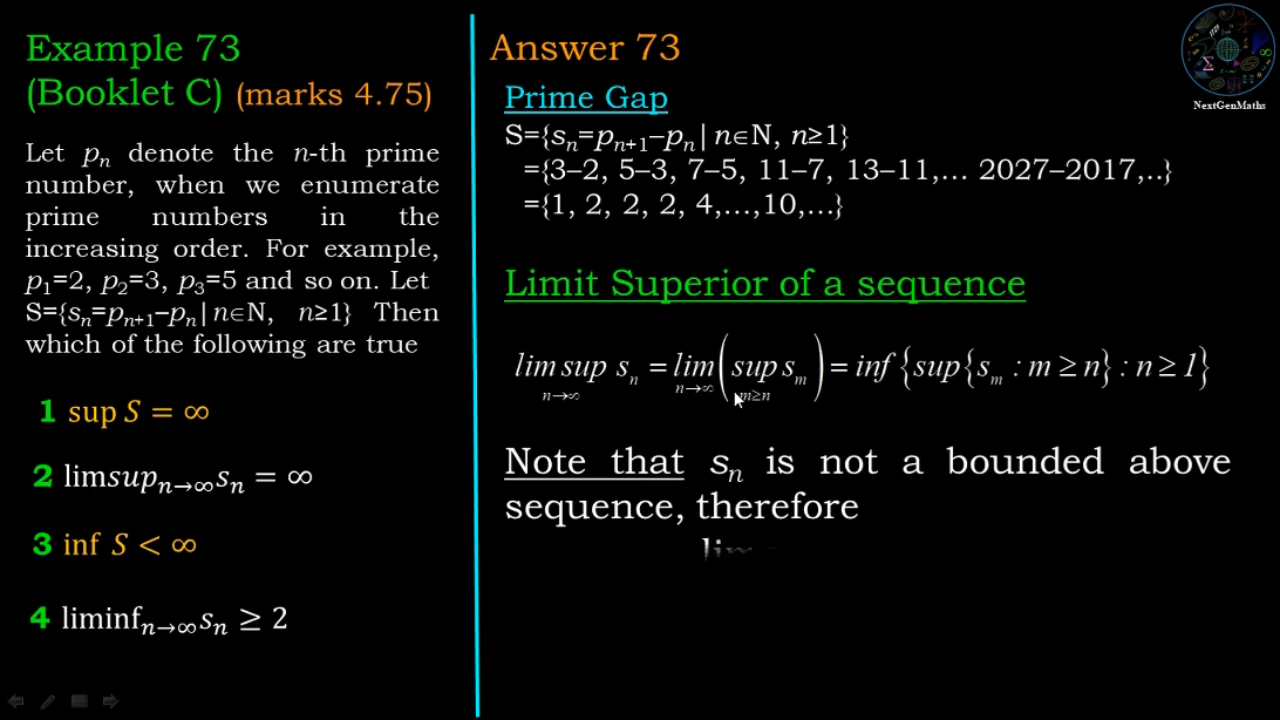 Example 73
(Booklet C) (marks 4.75)
Let pₙ denote the n-th prime
number, when we enumerate
prime numbers in the
increasing order. For example,
p₁=2, p₂=3, p₃=5 and so on. Let
S={sₙ=pₙ₊₁–pₙ| n∈N, n≥1} Then
which of the following are true
1 sup S = ∞
2 limsupₙ→∞sₙ = ∞
3 inf S < ∞
4 liminfₙ→∞sₙ ≥ 2
Answer 73
Prime Gap
S={sₙ=pₙ₊₁–pₙ| n∈N, n≥1}
={3–2, 5–3, 7–5, 11–7, 13–11,... 2027–2017,..}
={1, 2, 2, 2, 4,...,10,...}
Limit Superior of a sequence
lim sup sₙ = lim ( sup sₘ ) = inf {sup{sₘ : m ≥ n} : n ≥ 1}
n→∞ n→∞ m≥n
Note that sₙ is not a bounded above
sequence, therefore
NextGenMaths